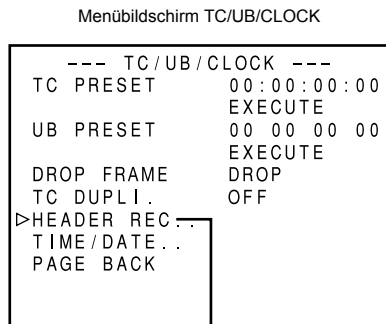 Menübildschirm TC/UB/CLOCK
--- TC/UB/CLOCK ---
TC PRESET 00:00:00:00
EXECUTE
UB PRESET 00 00 00 00
EXECUTE
DROP FRAME DROP
TC DUPLI. OFF
▷HEADER REC..
TIME/DATE..
PAGE BACK